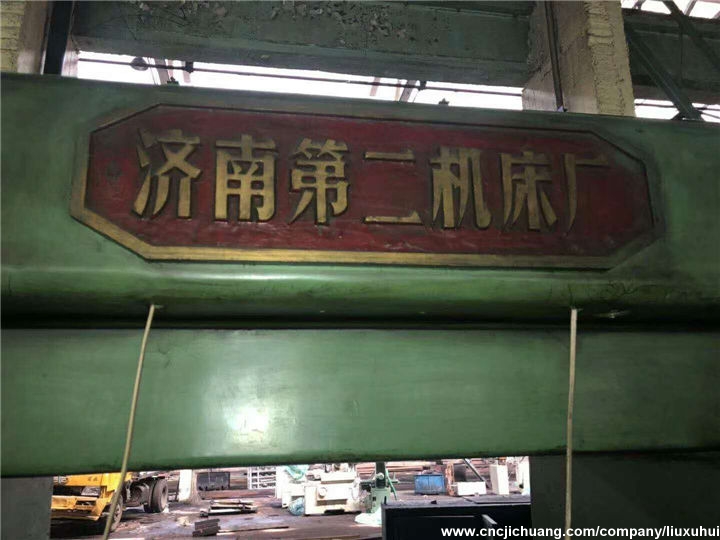 济南第二机床厂
www.cncjichuang.com/company/liuxuhui